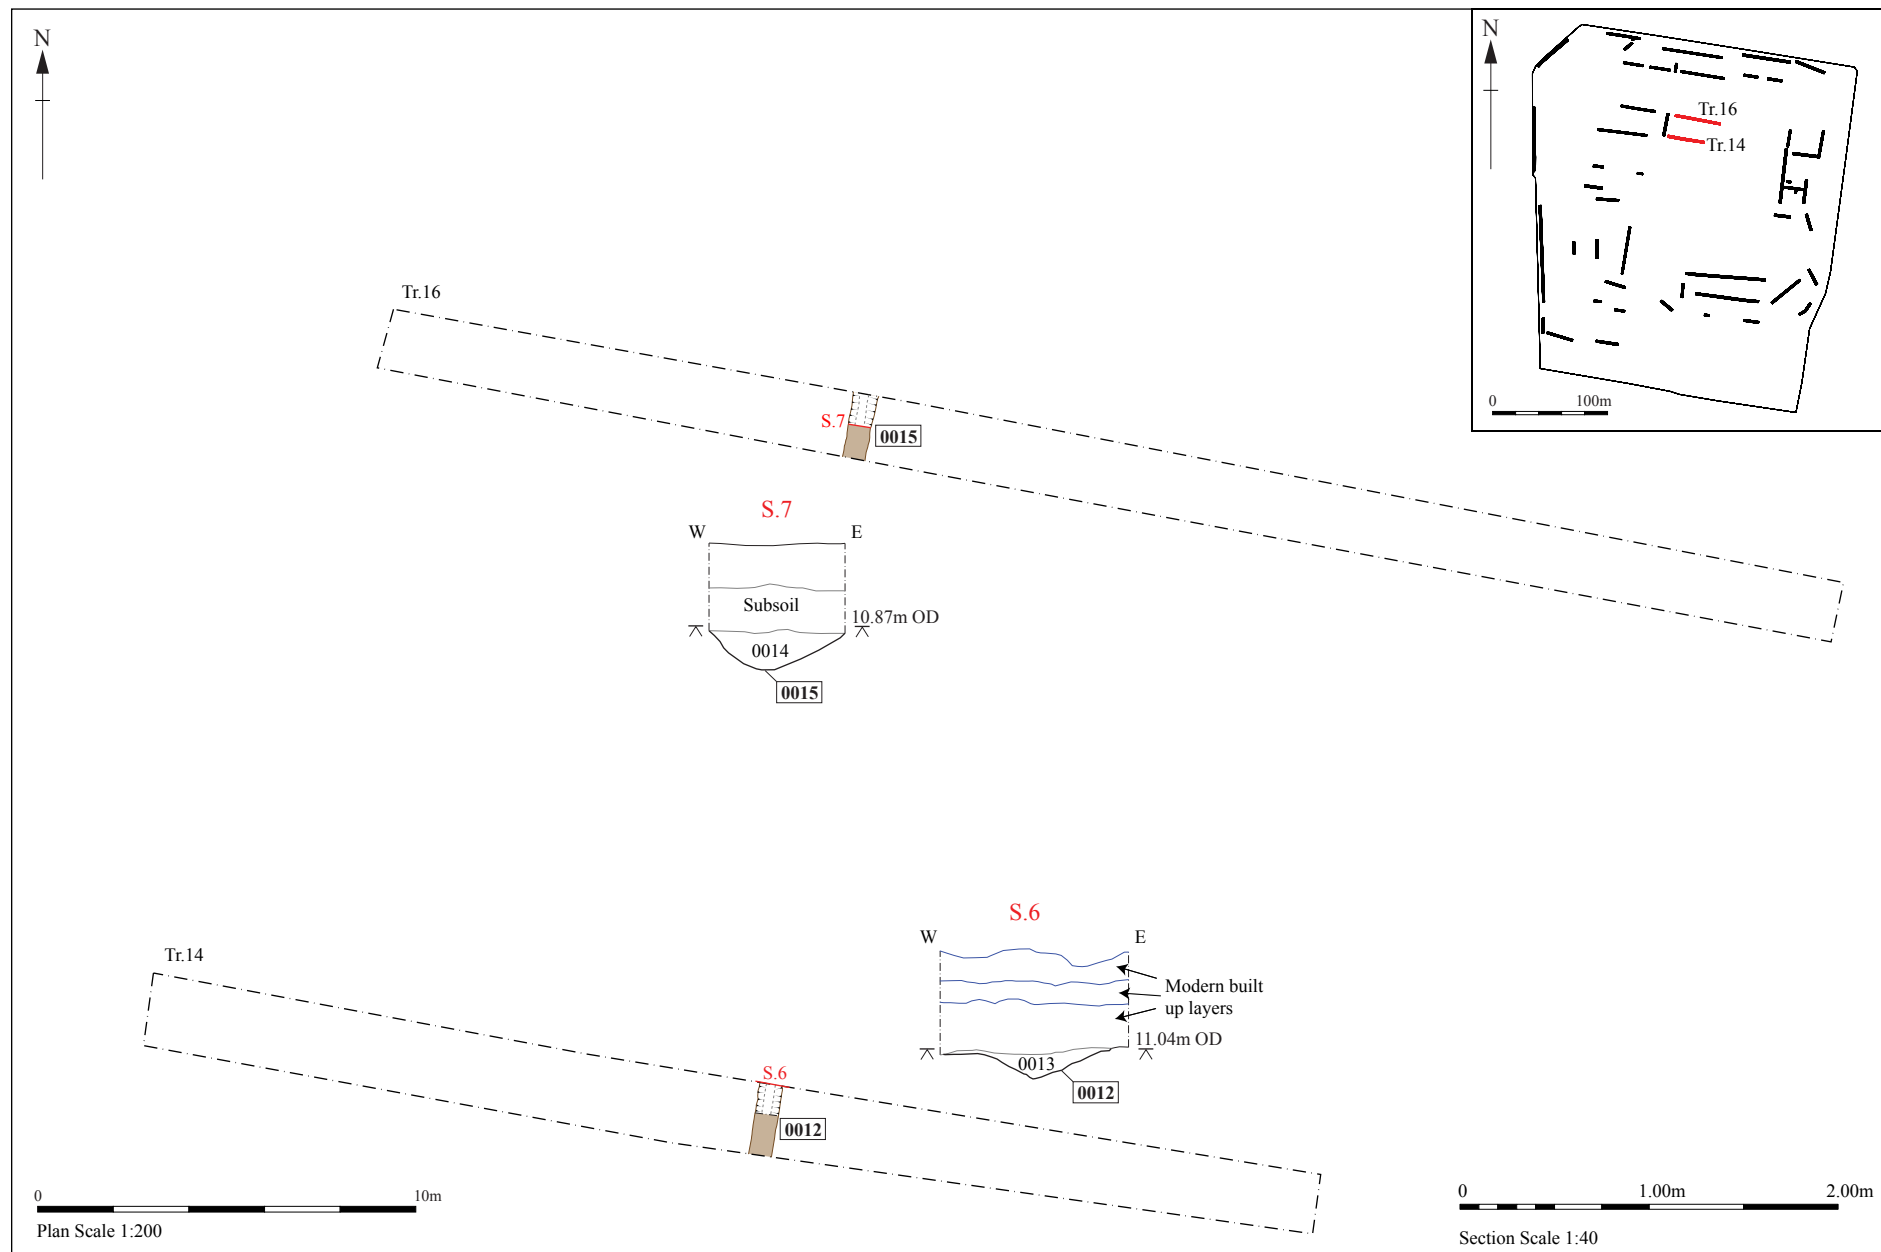 N
N
Tr.16
Tr.14
0 100m
Tr.16
S.7
0015
S.7
W E
Subsoil
10.87m OD
0014
0015
S.6
W E
Tr.14
Modern built
up layers
11.04m OD
0013
0012
S.6
0012
0 10m
Plan Scale 1:200
0 1.00m 2.00m
Section Scale 1:40